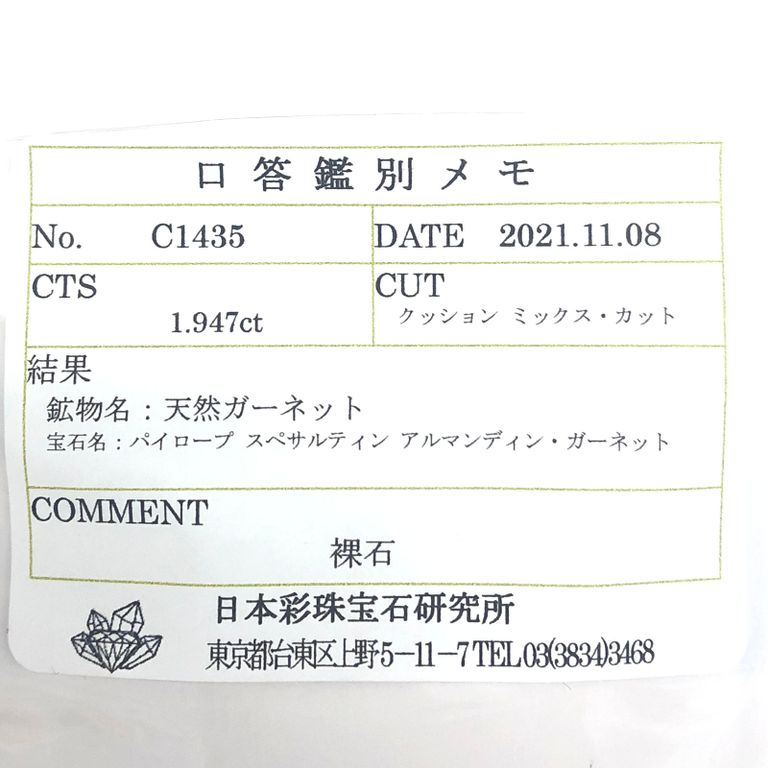 口答鑑別メモ
No. C1435
DATE 2021.11.08
CTS
1.947ct
CUT
クッション ミックス・カット
結果
鉱物名：天然ガーネット
宝石名：パイロープ スペサルティン アルマンディン・ガーネット
COMMENT
裸石
日本彩珠宝石研究所
東京都台東区上野5－11－7 TEL 03(3834)3468